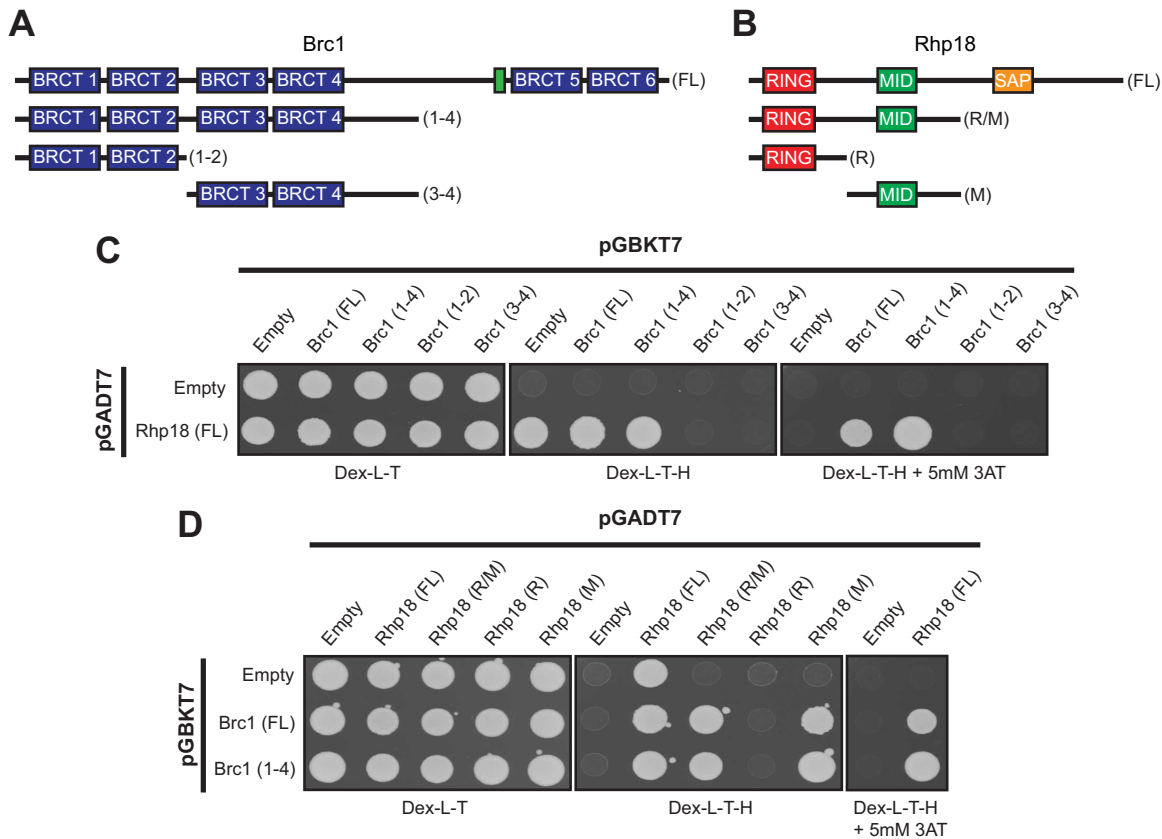 A
Brc1
BRCT 1 BRCT 2 BRCT 3 BRCT 4 BRCT 5 BRCT 6 (FL)
BRCT 1 BRCT 2 BRCT 3 BRCT 4 (1-4)
BRCT 1 BRCT 2 (1-2)
BRCT 3 BRCT 4 (3-4)
B
Rhp18
RING MID SAP (FL)
RING MID (R/M)
RING (R)
MID (M)
C
pGBKT7
Empty Brc1 (FL) Brc1 (1-4) Brc1 (1-2) Brc1 (3-4) Empty Brc1 (FL) Brc1 (1-4) Brc1 (1-2) Brc1 (3-4) Empty Brc1 (FL) Brc1 (1-4) Brc1 (1-2) Brc1 (3-4)
pGADT7
Empty
Rhp18 (FL)
Dex-L-T Dex-L-T-H Dex-L-T-H + 5mM 3AT
D
pGADT7
Empty Rhp18 (FL) Rhp18 (R/M) Rhp18 (R) Rhp18 (M) Empty Rhp18 (FL) Rhp18 (R/M) Rhp18 (R) Rhp18 (M) Empty Rhp18 (FL)
pGBKT7
Empty
Brc1 (FL)
Brc1 (1-4)
Dex-L-T Dex-L-T-H Dex-L-T-H
+ 5mM 3AT